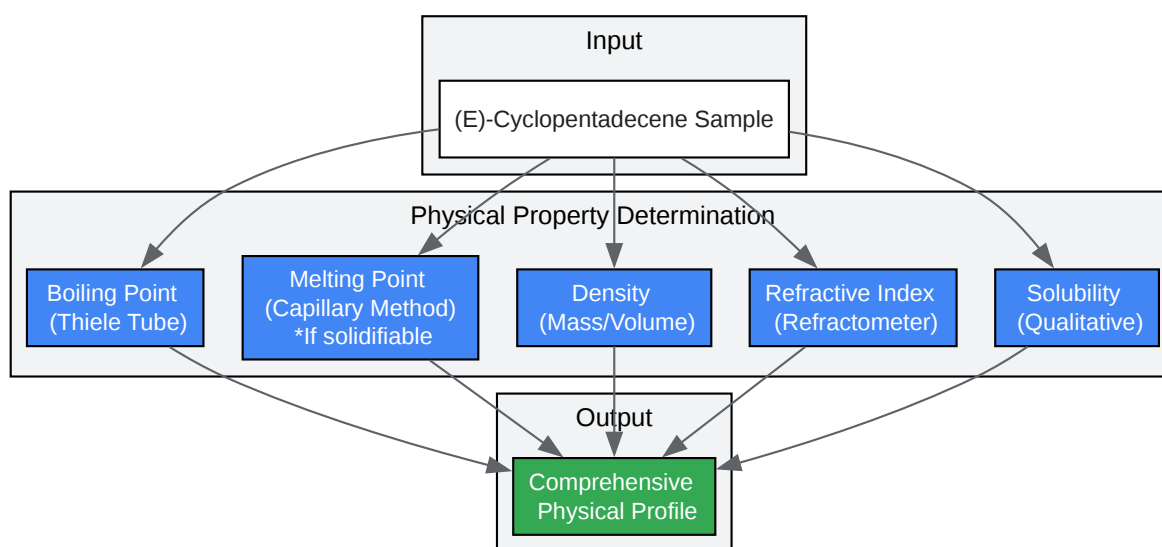 Input
(E)-Cyclopentadecene Sample
Physical Property Determination
Boiling Point
(Thiele Tube)
Melting Point
(Capillary Method)
*If solidifiable
Density
(Mass/Volume)
Refractive Index
(Refractometer)
Solubility
(Qualitative)
Output
Comprehensive
Physical Profile